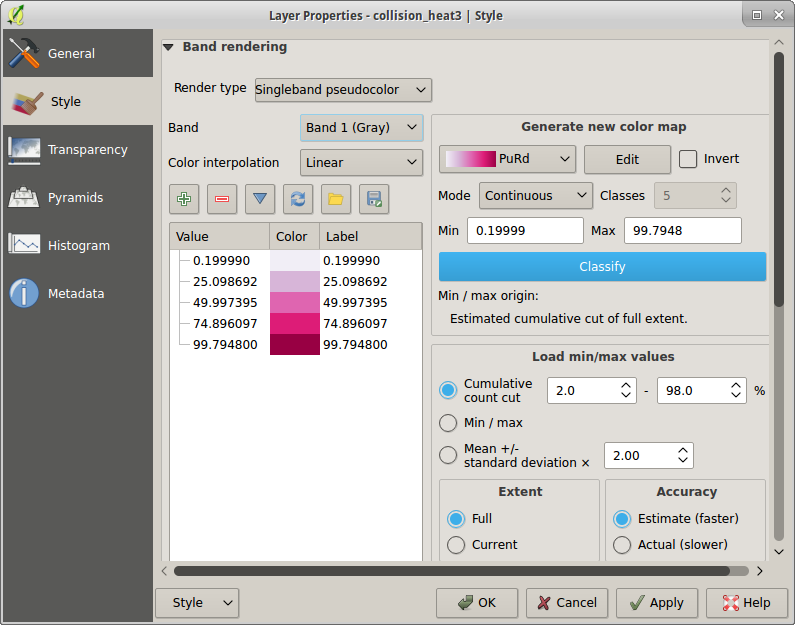 Layer Properties - collision_heat3 | Style
General
Style
Transparency
Pyramids
Histogram
Metadata
Band rendering
Render type Singleband pseudocolor
Band Band 1 (Gray)
Color interpolation Linear
Value Color Label
0.199990 0.199990
25.098692 25.098692
49.997395 49.997395
74.896097 74.896097
99.794800 99.794800
Generate new color map
PuRd Edit Invert
Mode Continuous Classes 5
Min 0.19999 Max 99.7948
Classify
Min / max origin:
Estimated cumulative cut of full extent.
Load min/max values
Cumulative
count cut 2.0 - 98.0 %
Min / max
Mean +/-
standard deviation × 2.00
Extent
Full
Current
Accuracy
Estimate (faster)
Actual (slower)
Style OK Cancel Apply Help